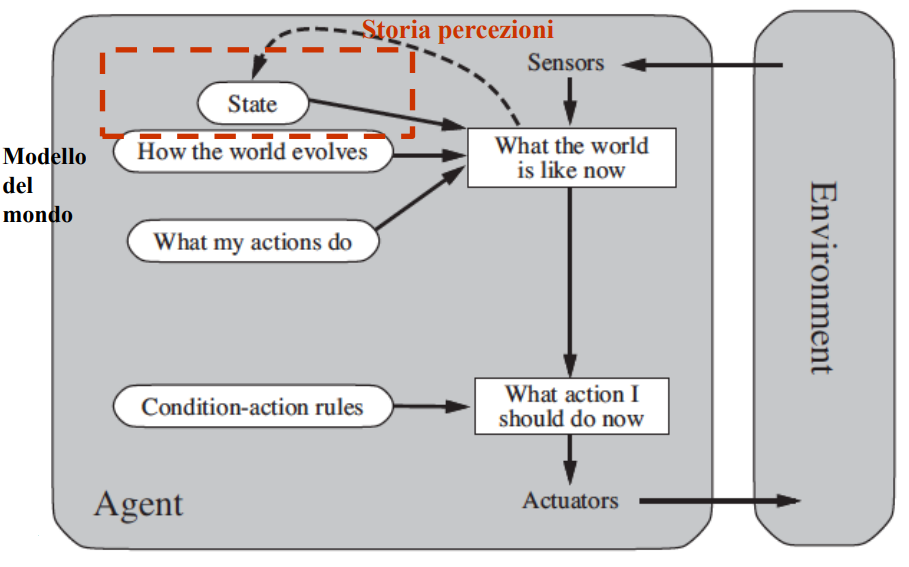 Storia percezioni
Sensors
State
What the world
is like now
How the world evolves
Modello
del
mondo
What my actions do
Environment
Condition-action rules
What action I
should do now
Agent
Actuators